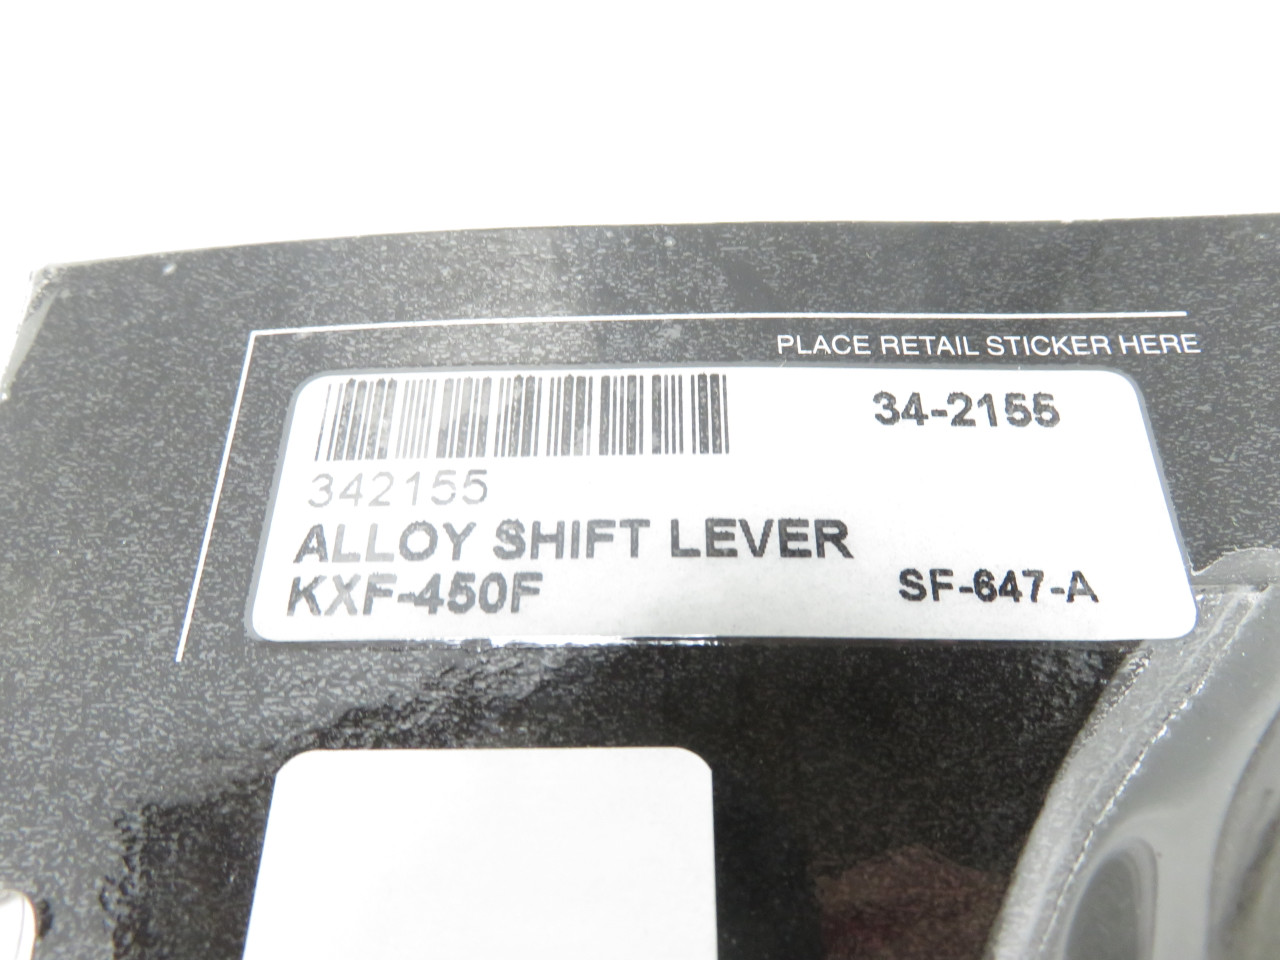 PLACE RETAIL STICKER HERE
34-2155
342155
ALLOY SHIFT LEVER
KXF-450F SF-647-A